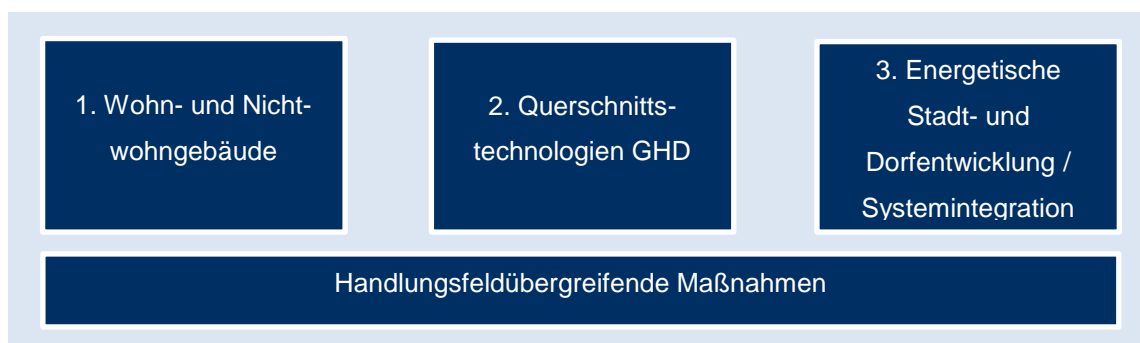 1. Wohn- und Nicht-
wohngebäude
2. Querschnitts-
technologien GHD
3. Energetische
Stadt- und
Dorfentwicklung /
Systemintegration
Handlungsfeldübergreifende Maßnahmen